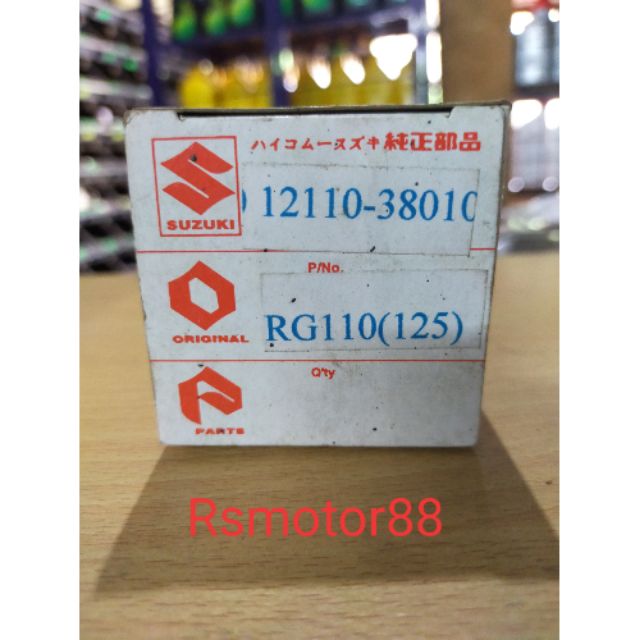 ハイコムースズキ 純正部品
SUZUKI
12110-38010
P/No.
ORIGINAL
RG110(125)
Q'ty
PARTS
Rsmotor88